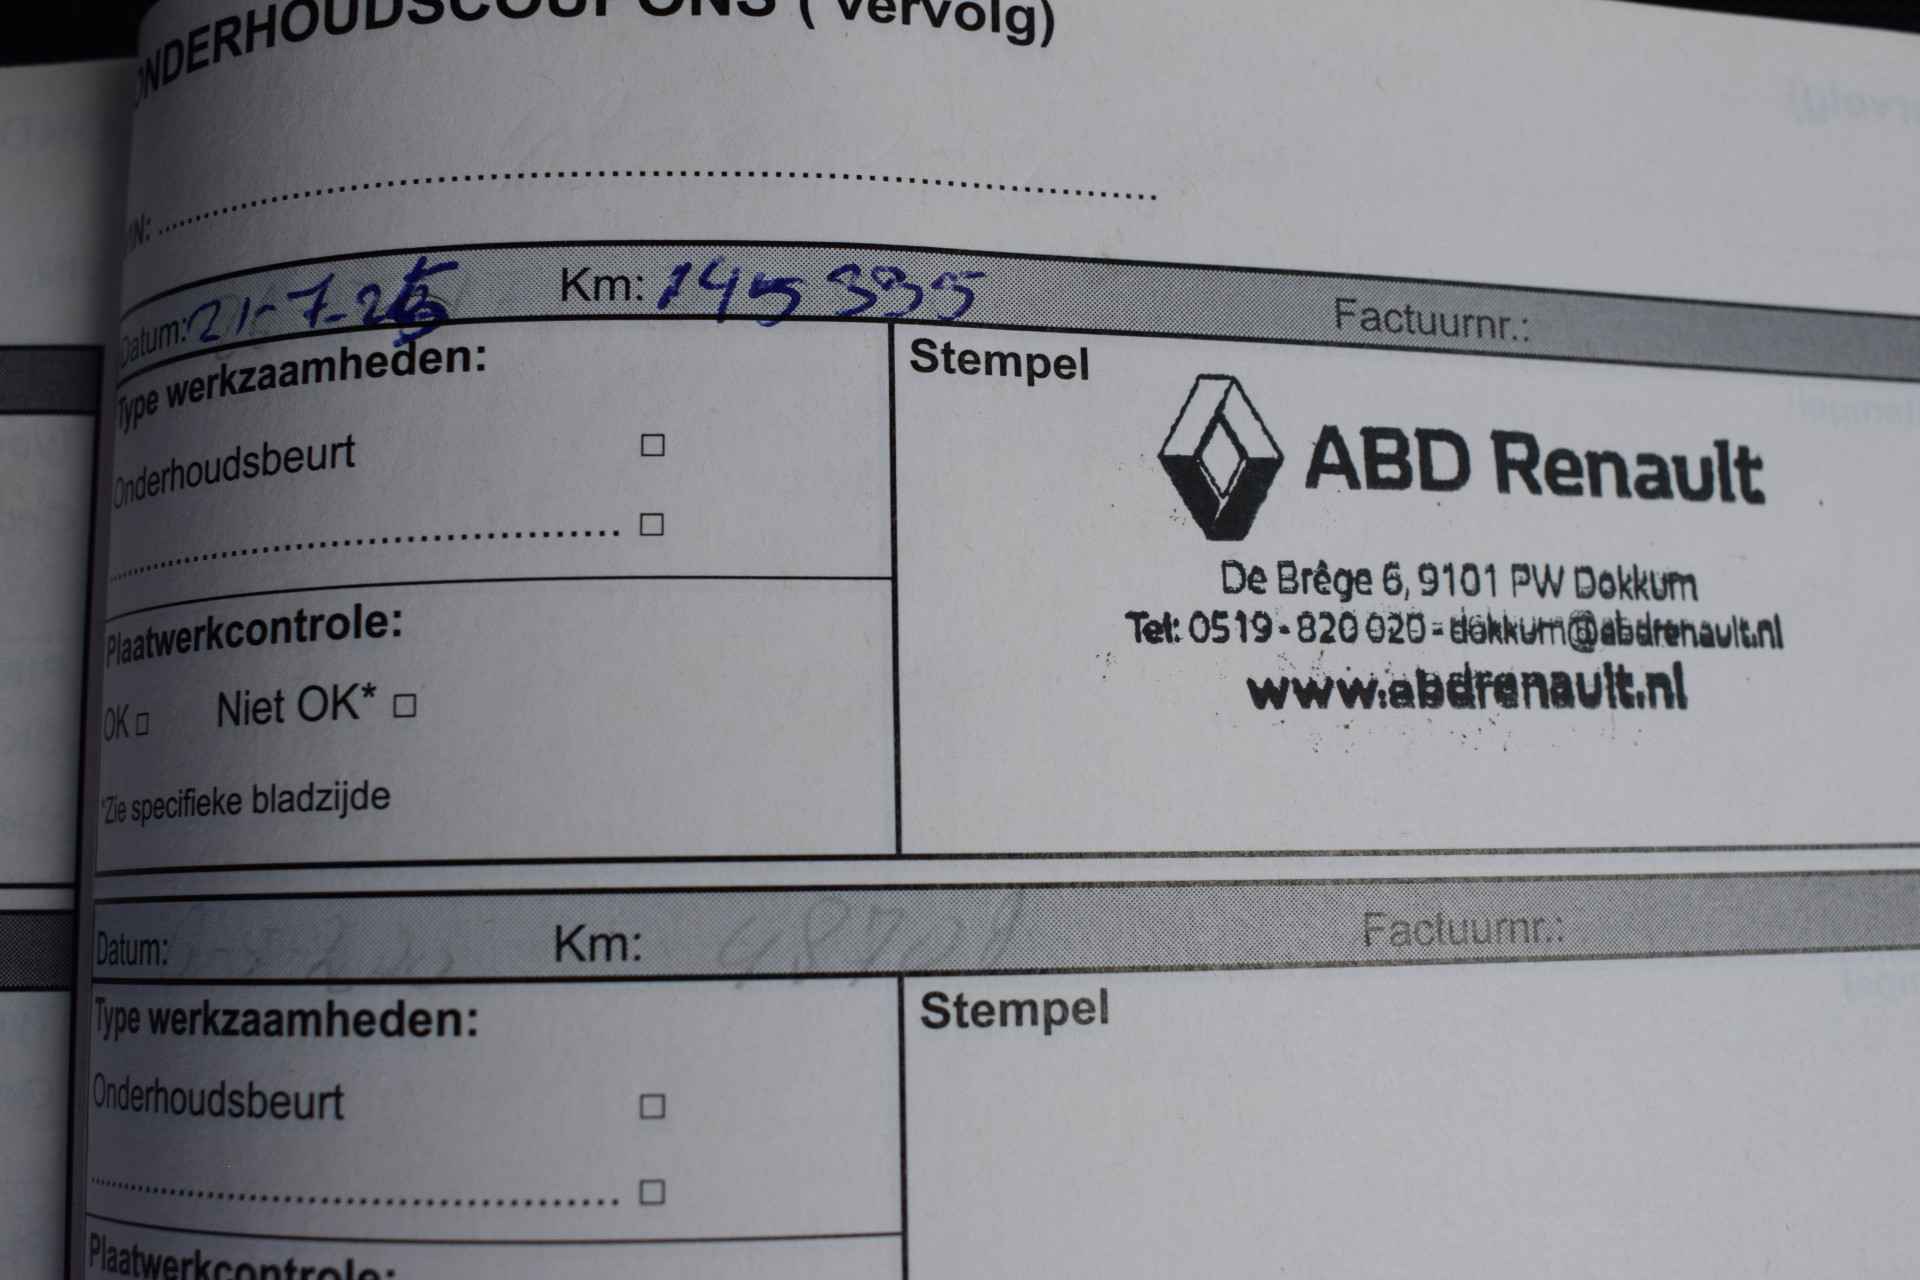 ONDERHOUDSCOUPONS ( vervolg)
VIN:
Datum: 21-7-25 Km: 145335 Factuurnr.:
Type werkzaamheden:
Stempel
Onderhoudsbeurt
ABD Renault
De Brêge 6, 9101 PW Dokkum
Tel: 0519 - 820 020 - dokkum@abdrenault.nl
www.abdrenault.nl
Plaatwerkcontrole:
OK Niet OK*
*Zie specifieke bladzijde
Datum: Km: Factuurnr.:
Type werkzaamheden:
Stempel
Onderhoudsbeurt
Plaatwerkcontrole: